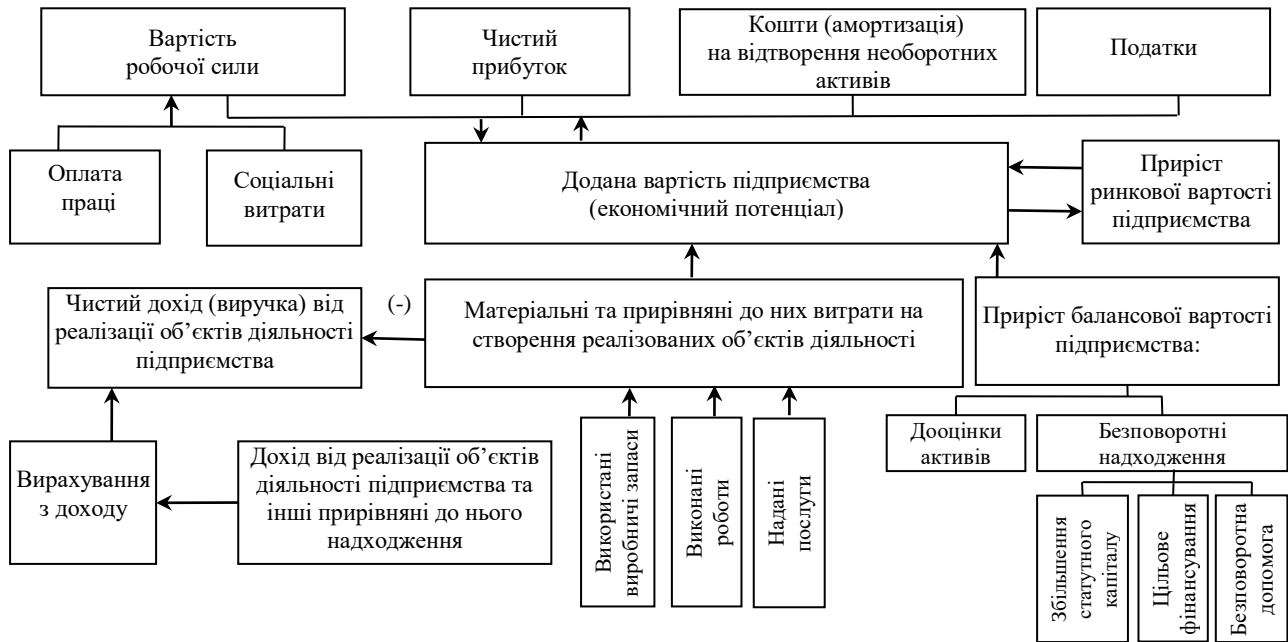 Вартість
робочої сили
Чистий
прибуток
Кошти (амортизація)
на відтворення необоротних
активів
Податки
Оплата
праці
Соціальні
витрати
Додана вартість підприємства
(економічний потенціал)
Приріст
ринкової вартості
підприємства
Чистий дохід (виручка) від
реалізації об’єктів діяльності
підприємства
(-)
Матеріальні та прирівняні до них витрати на
створення реалізованих об’єктів діяльності
Приріст балансової вартості
підприємства:
Вирахування
з доходу
Дохід від реалізації об’єктів
діяльності підприємства та
інші прирівняні до нього
надходження
Використані
виробничі запаси
Виконані
роботи
Надані
послуги
Дооцінки
активів
Безповоротні
надходження
Збільшення
статутного
капіталу
Цільове
фінансування
Безповоротна
допомога